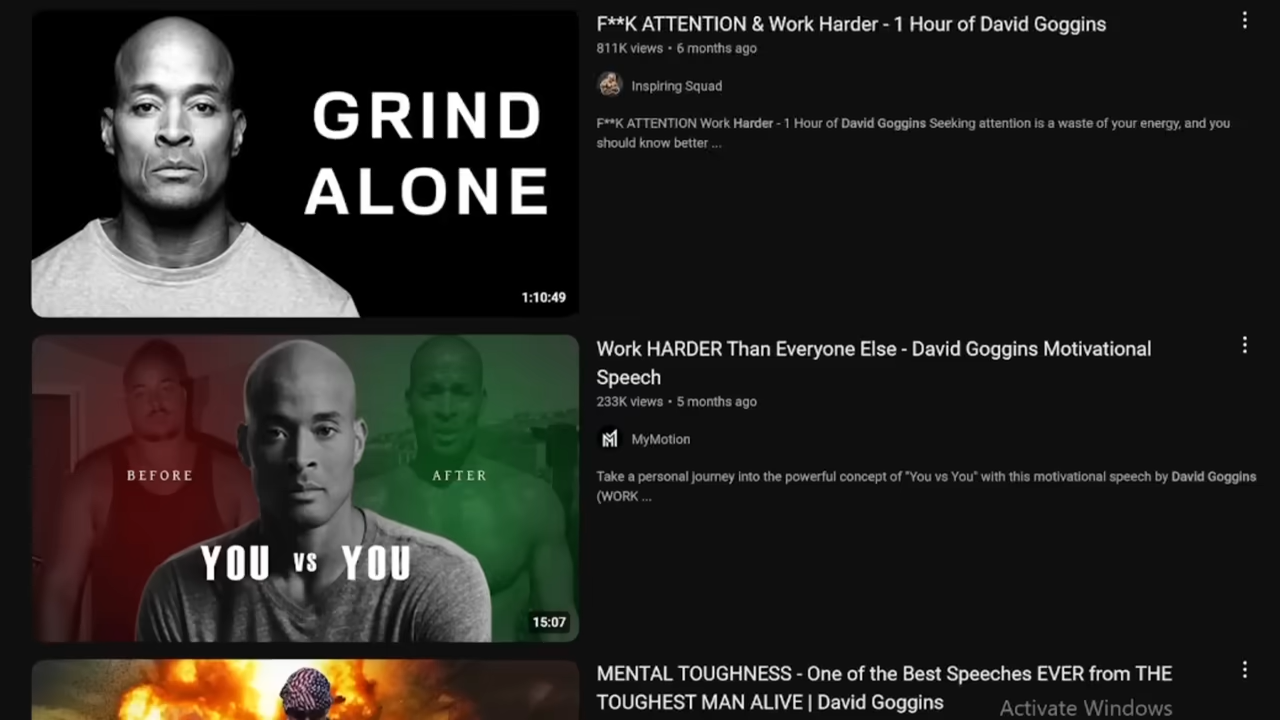 GRIND
ALONE
1:10:49
F**K ATTENTION & Work Harder - 1 Hour of David Goggins
811K views • 6 months ago
Inspiring Squad
F**K ATTENTION Work Harder - 1 Hour of David Goggins Seeking attention is a waste of your energy, and you
should know better ...
BEFORE
AFTER
YOU VS YOU
15:07
Work HARDER Than Everyone Else - David Goggins Motivational
Speech
233K views • 5 months ago
MyMotion
Take a personal journey into the powerful concept of "You vs You" with this motivational speech by David Goggins
(WORK ...
MENTAL TOUGHNESS - One of the Best Speeches EVER from THE
TOUGHEST MAN ALIVE | David Goggins
Activate Windows